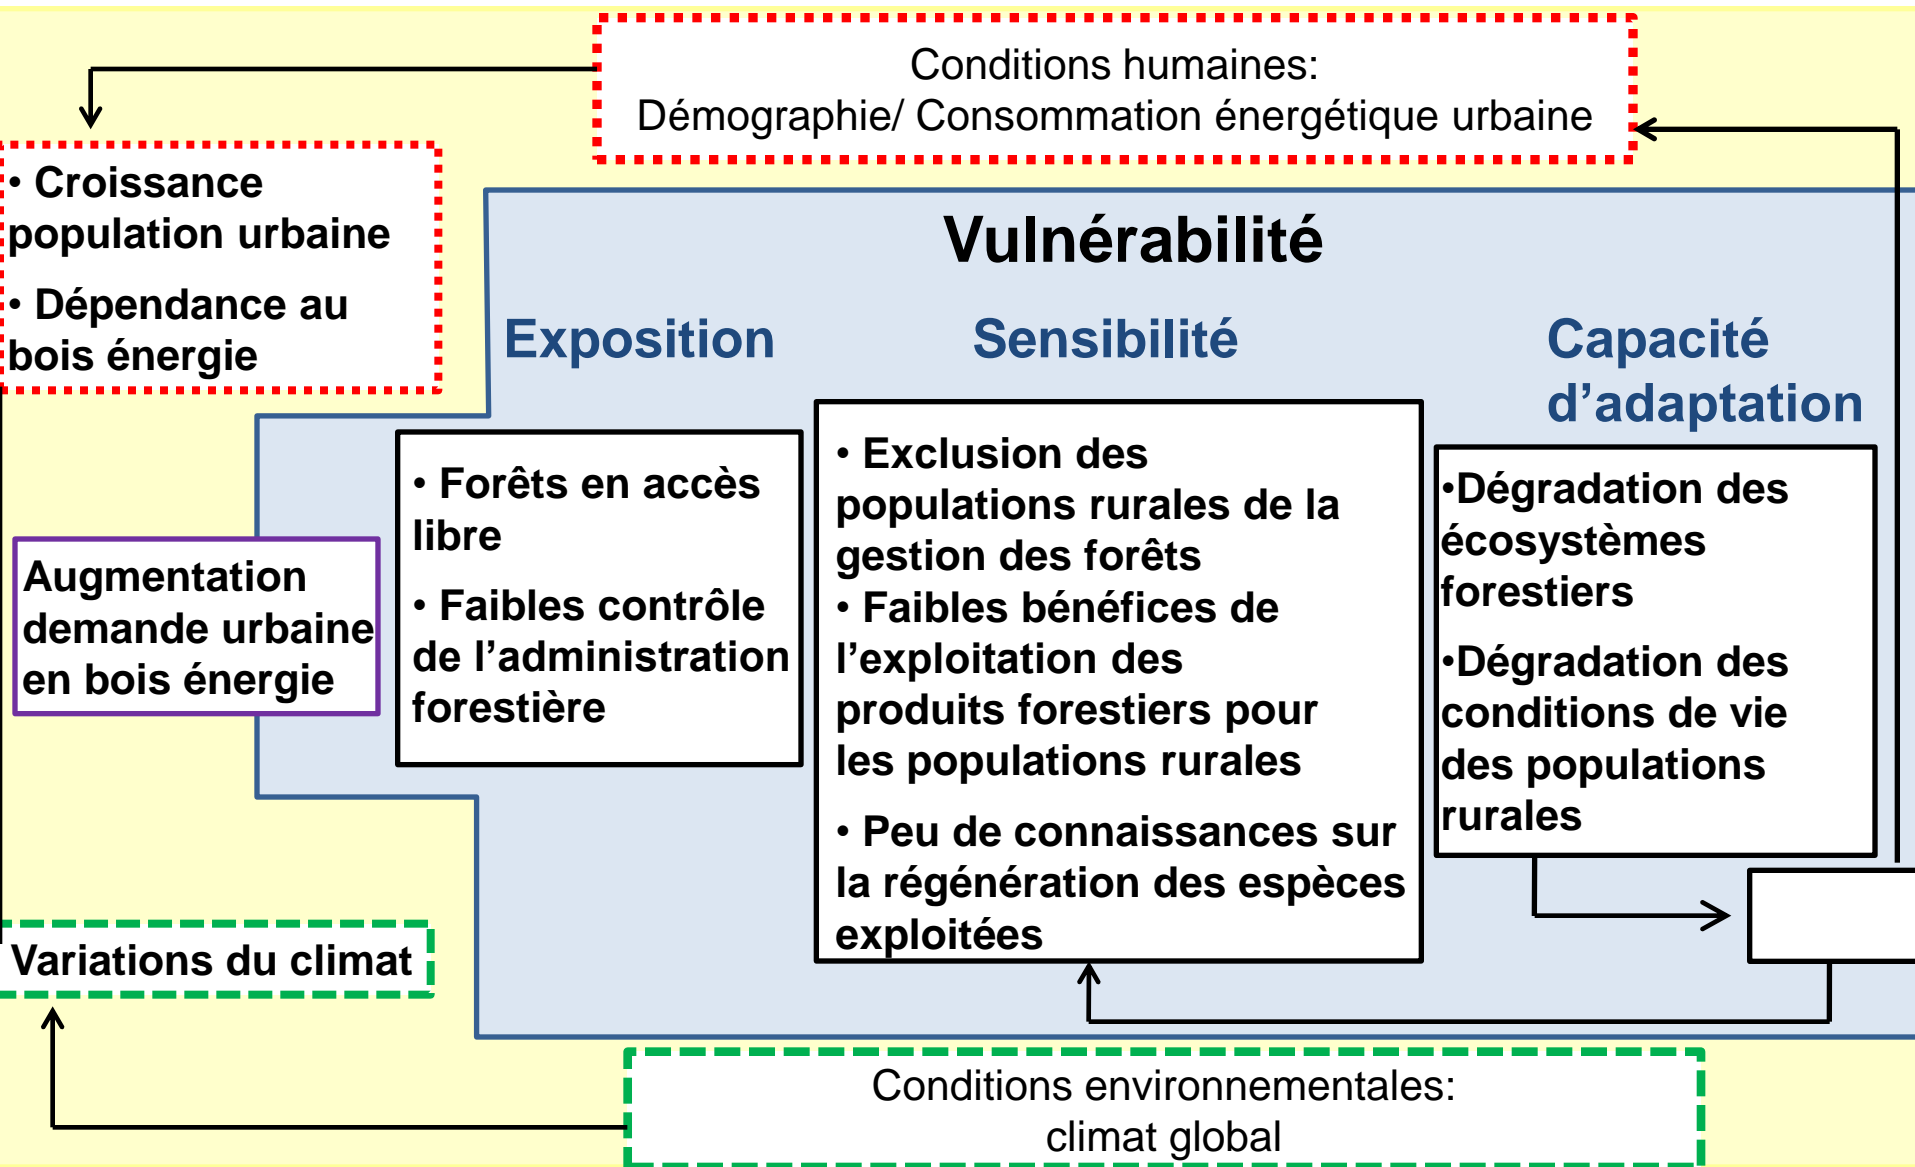 Conditions humaines:
Démographie/ Consommation énergétique urbaine
• Croissance
population urbaine
• Dépendance au
bois énergie
Vulnérabilité
Exposition
Sensibilité
Capacité
d’adaptation
Augmentation
demande urbaine
en bois énergie
• Forêts en accès
libre
• Faibles contrôle
de l’administration
forestière
• Exclusion des
populations rurales de la
gestion des forêts
• Faibles bénéfices de
l’exploitation des
produits forestiers pour
les populations rurales
• Peu de connaissances sur
la régénération des espèces
exploitées
•Dégradation des
écosystèmes
forestiers
•Dégradation des
conditions de vie
des populations
rurales
Variations du climat
Conditions environnementales:
climat global